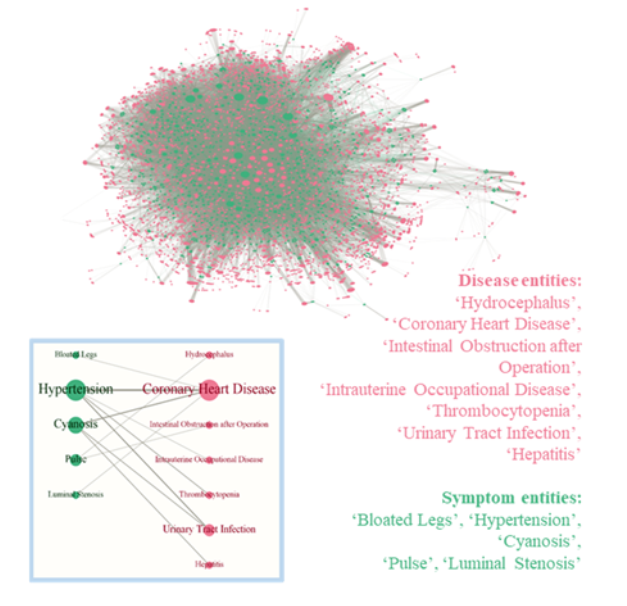 Disease entities:
‘Hydrocephalus’,
‘Coronary Heart Disease’,
‘Intestinal Obstruction after
Operation’,
‘Intrauterine Occupational Disease’,
‘Thrombocytopenia’,
‘Urinary Tract Infection’,
‘Hepatitis’
Symptom entities:
‘Bloated Legs’, ‘Hypertension’,
‘Cyanosis’,
‘Pulse’, ‘Luminal Stenosis’
Bloated Legs Hydrocephalus
Hypertension Coronary Heart Disease
Cyanosis Intestinal Obstruction after Operation
Pulse Intrauterine Occupational Disease
Luminal Stenosis Thrombocytopenia
Urinary Tract Infection
Hepatitis